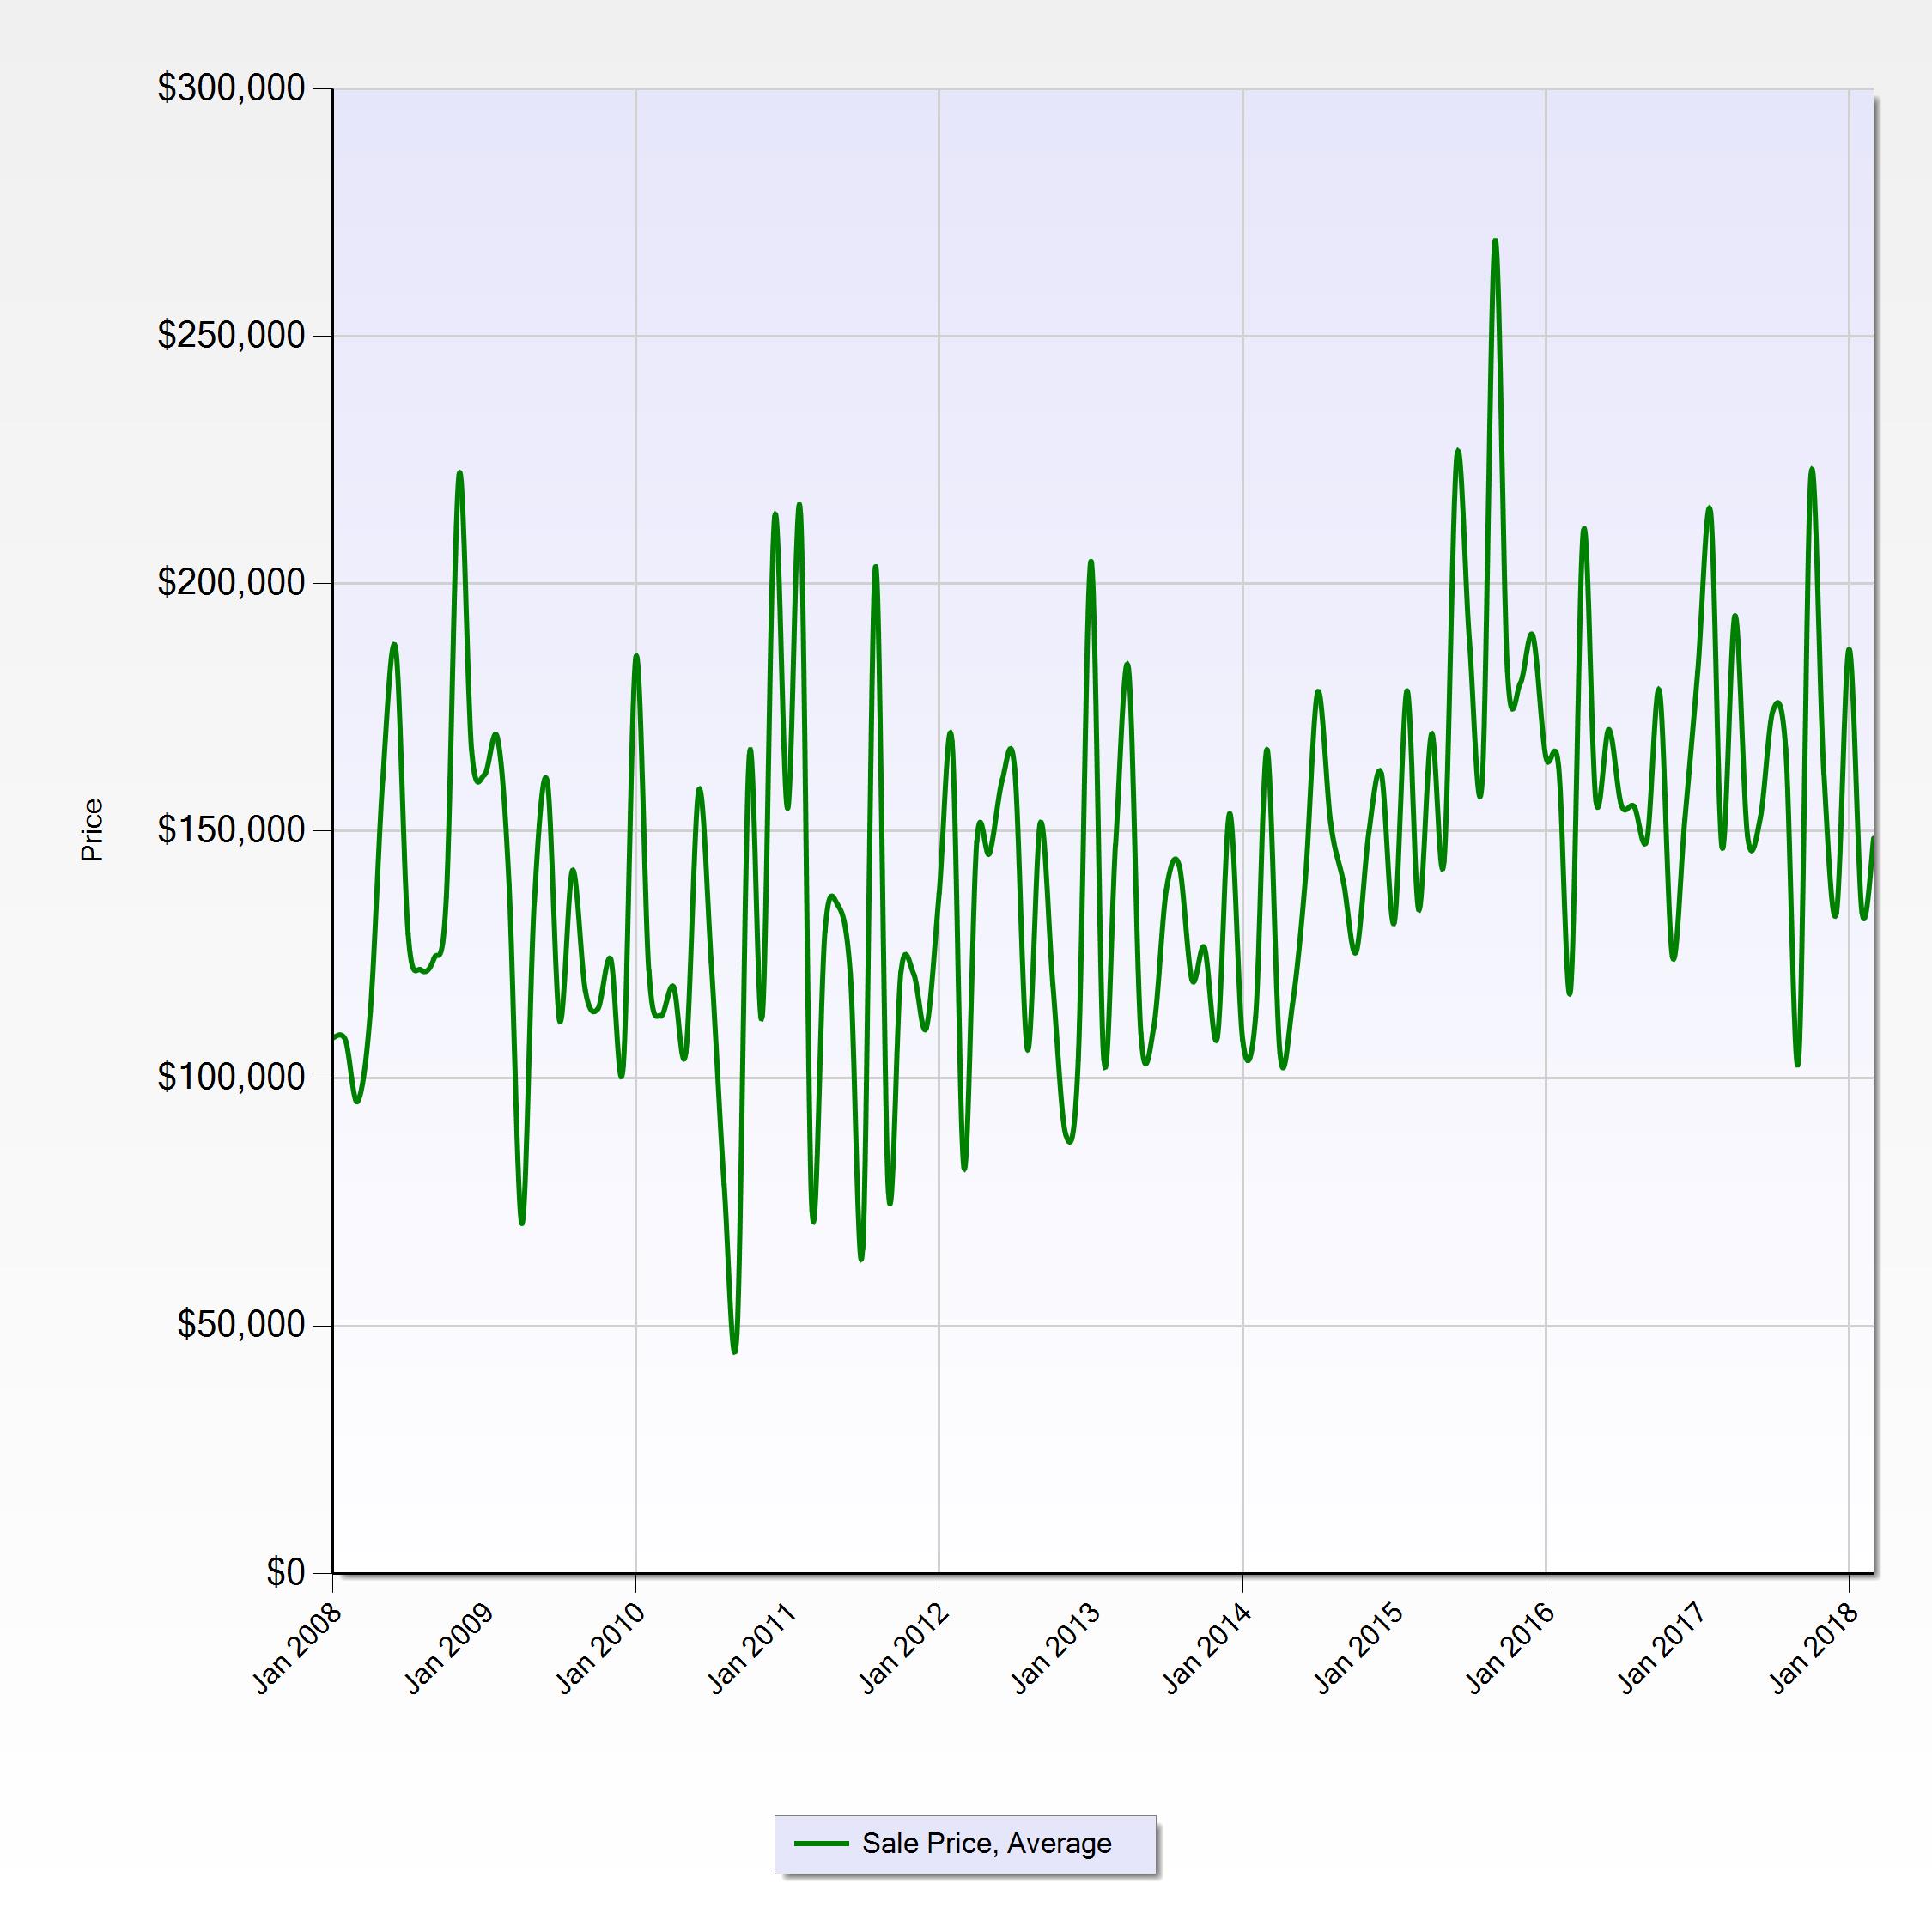 $300,000
$250,000
$200,000
$150,000
$100,000
$50,000
$0
Price
Jan 2008
Jan 2009
Jan 2010
Jan 2011
Jan 2012
Jan 2013
Jan 2014
Jan 2015
Jan 2016
Jan 2017
Jan 2018
Sale Price, Average